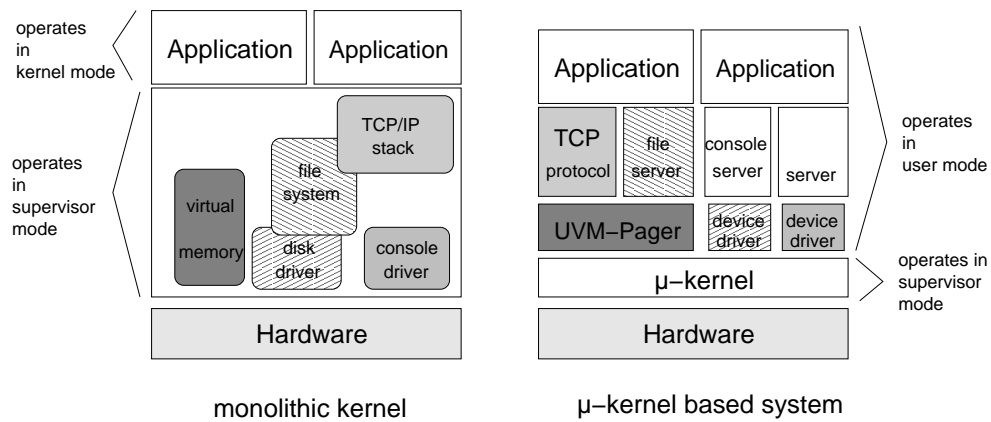 operates
in
kernel mode
Application
Application
operates
in
supervisor
mode
TCP/IP
stack
file
system
virtual
memory
disk
driver
console
driver
Hardware
monolithic kernel
Application
Application
TCP
protocol
file
server
console
server
server
UVM−Pager
device
driver
device
driver
operates
in
user mode
μ−kernel
operates in
supervisor
mode
Hardware
μ−kernel based system